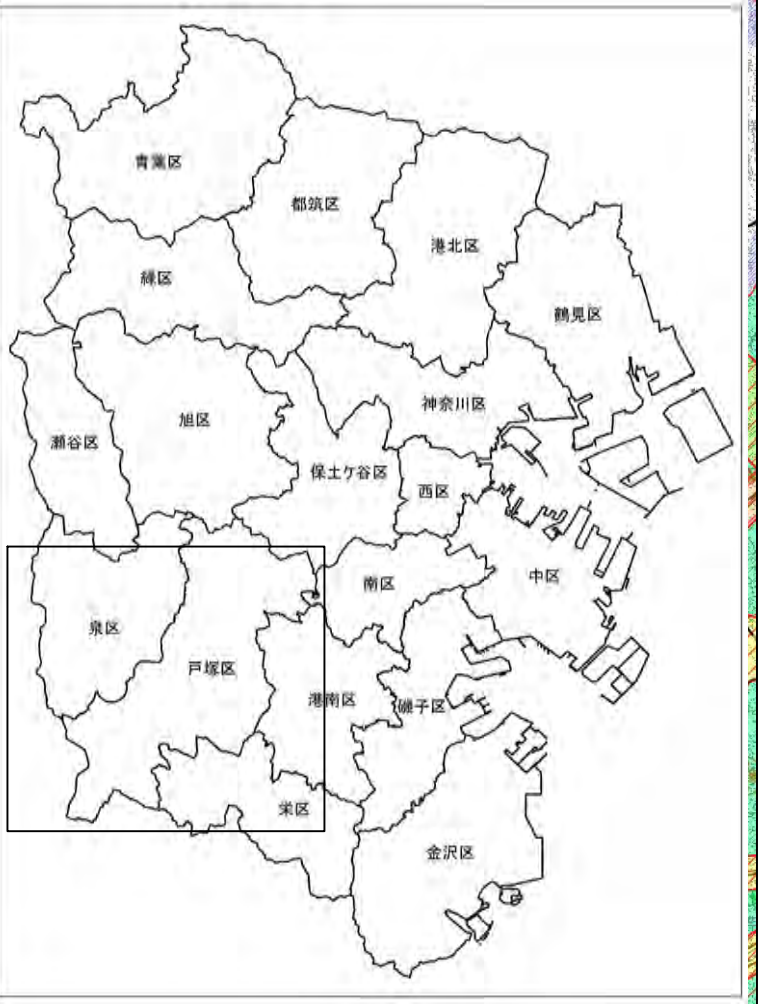 青葉区
都筑区
港北区
緑区
鶴見区
神奈川区
旭区
瀬谷区
保土ケ谷区
西区
中区
南区
泉区
戸塚区
港南区
磯子区
栄区
金沢区